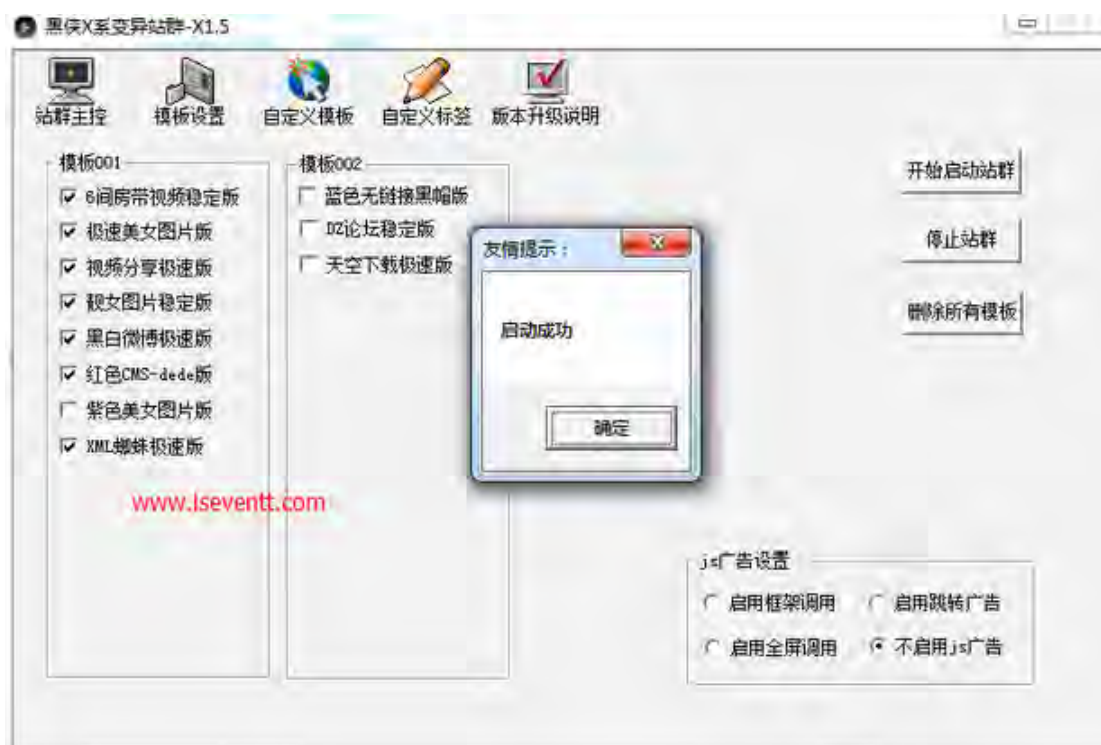 黑侠X系变异站群-X1.5
站群主控 模板设置 自定义模板 自定义标签 版本升级说明
模板001
6间房带视频稳定版
极速美女图片版
视频分享极速版
靓女图片稳定版
黑白微博极速版
红色CMS-dede版
紫色美女图片版
XML蜘蛛极速版
模板002
蓝色无链接黑帽版
DZ论坛稳定版
天空下载极速版
友情提示:
启动成功
确定
开始启动站群
停止站群
删除所有模板
www.iseventt.com
js广告设置
启用框架调用 启用跳转广告
启用全屏调用 不启用js广告